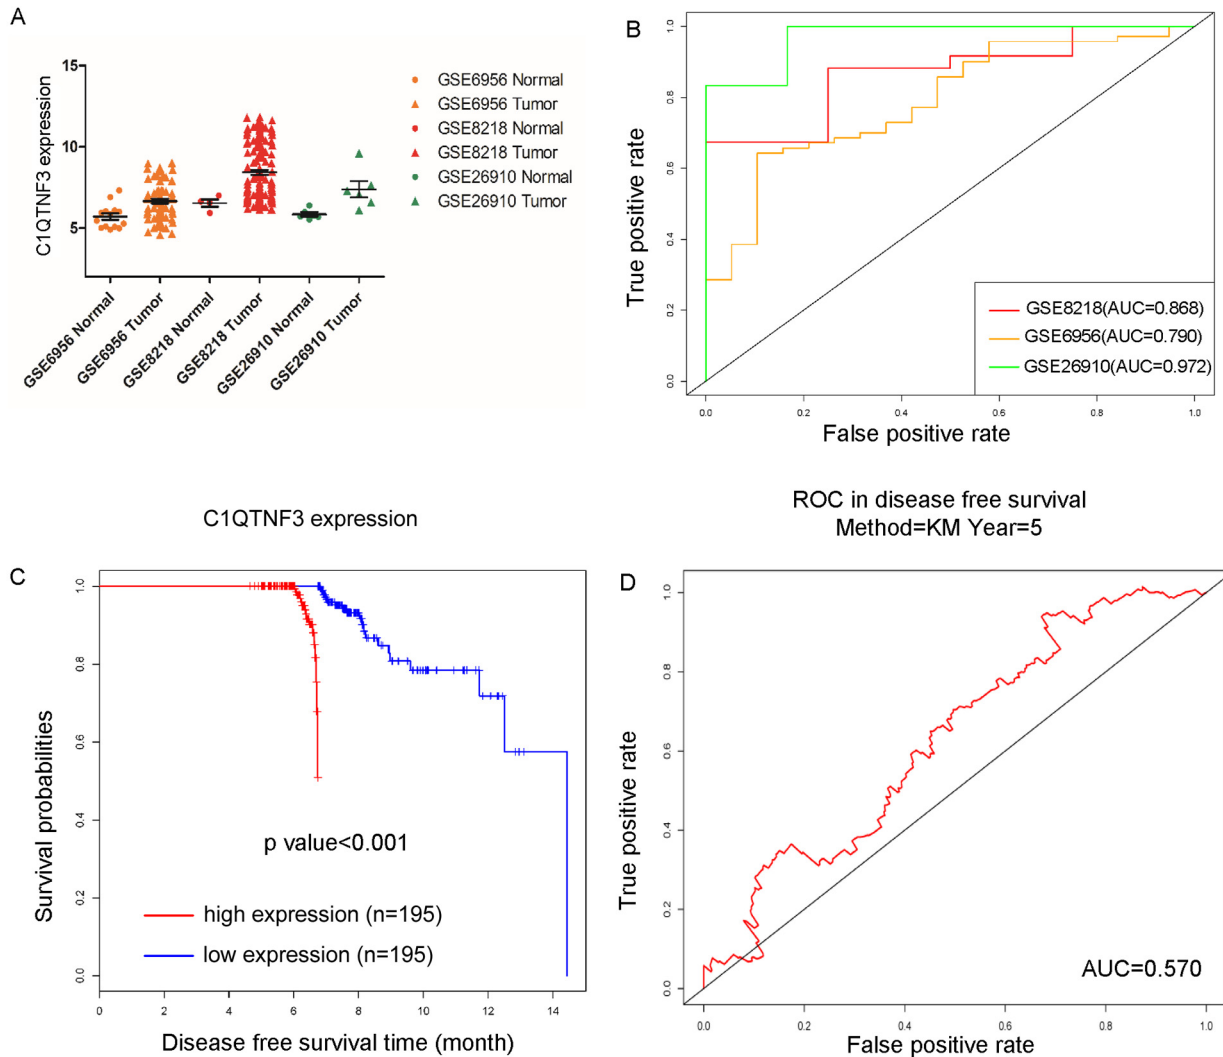 A
C1QTNF3 expression
15
10
5
GSE6956 Normal
GSE6956 Tumor
GSE8218 Normal
GSE8218 Tumor
GSE26910 Normal
GSE26910 Tumor
GSE6956 Normal
GSE6956 Tumor
GSE8218 Normal
GSE8218 Tumor
GSE26910 Normal
GSE26910 Tumor
B
True positive rate
1.0
0.8
0.6
0.4
0.2
0.0
GSE8218(AUC=0.868)
GSE6956(AUC=0.790)
GSE26910(AUC=0.972)
0.0 0.2 0.4 0.6 0.8 1.0
False positive rate
C1QTNF3 expression
C
Survival probabilities
1.0
0.8
0.6
0.4
0.2
0.0
p value<0.001
high expression (n=195)
low expression (n=195)
0 2 4 6 8 10 12 14
Disease free survival time (month)
ROC in disease free survival
Method=KM Year=5
D
True positive rate
1.0
0.8
0.6
0.4
0.2
0.0
AUC=0.570
0.0 0.2 0.4 0.6 0.8 1.0
False positive rate